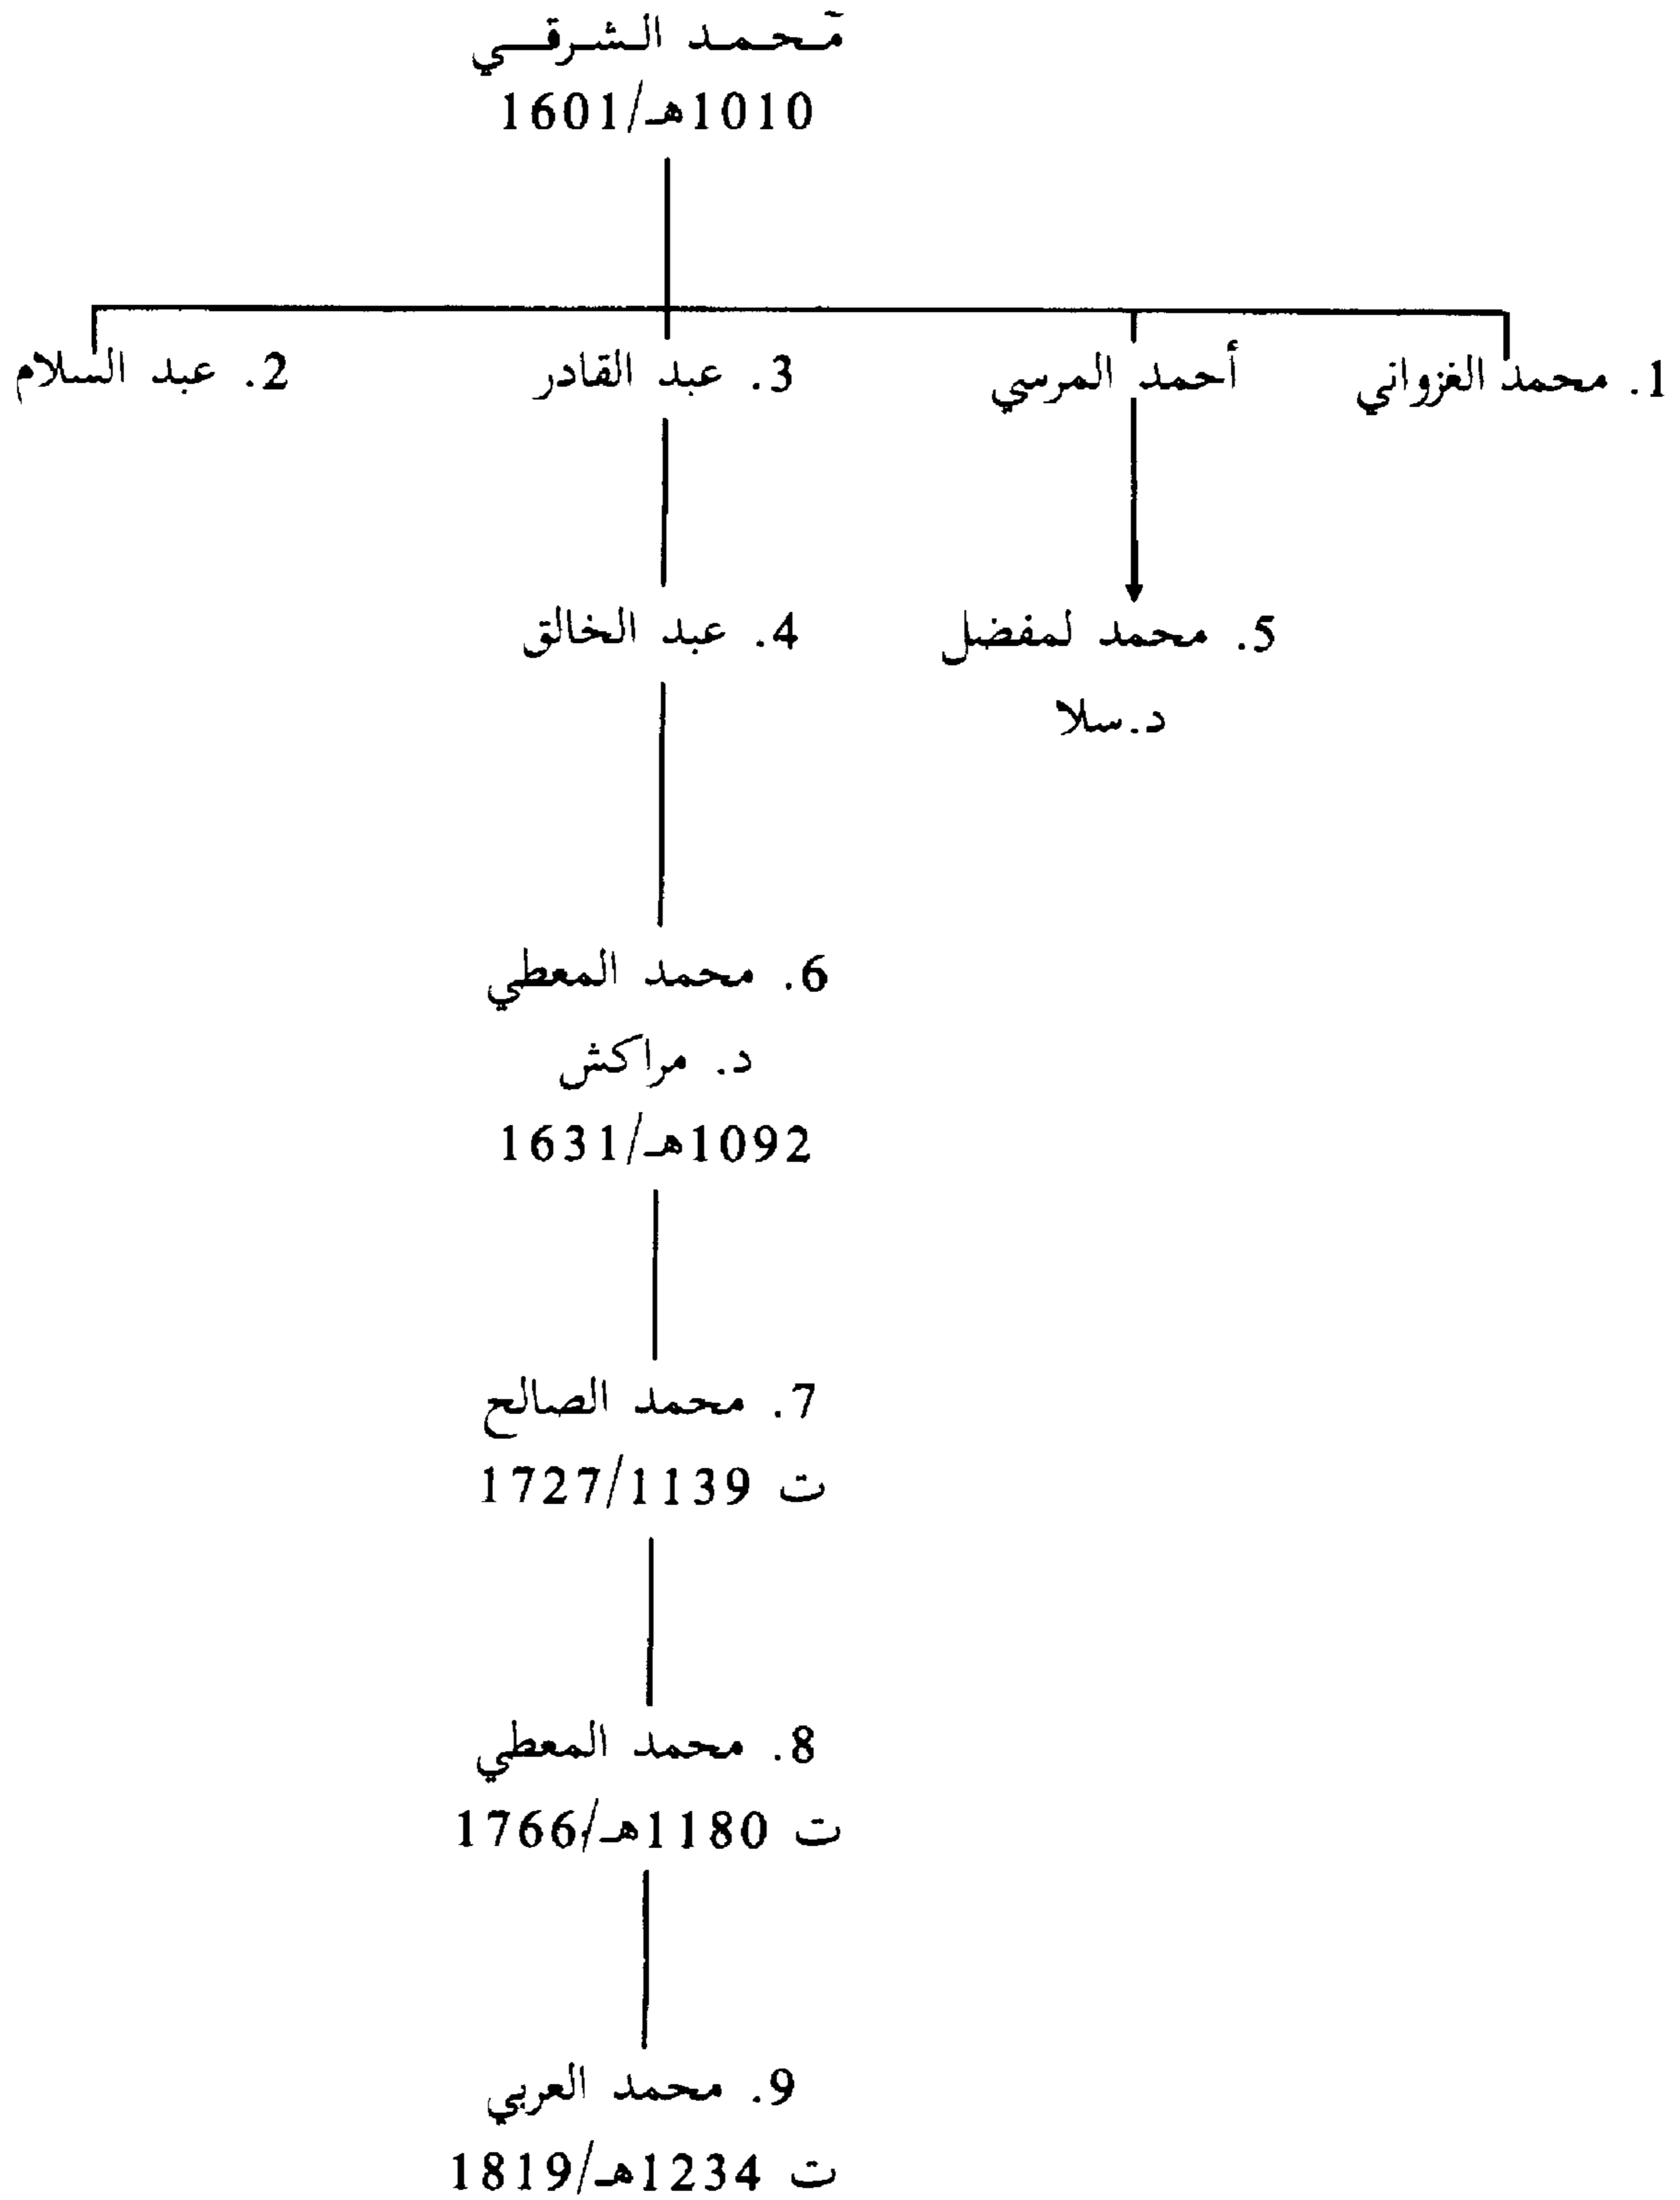 مَحمد الشرقي
1010هـ/1601
1. محمد الغزواني
أحمد المرسي
3. عبد القادر
2. عبد السلام
4. عبد الخالق
5. محمد لمفضل
د.سلا
6. محمد المعطي
د. مراكش
1092هـ/1631
7. محمد الصالح
ت 1139/1727
8. محمد المعطي
ت 1180هـ/1766
9. محمد العربي
ت 1234هـ/1819